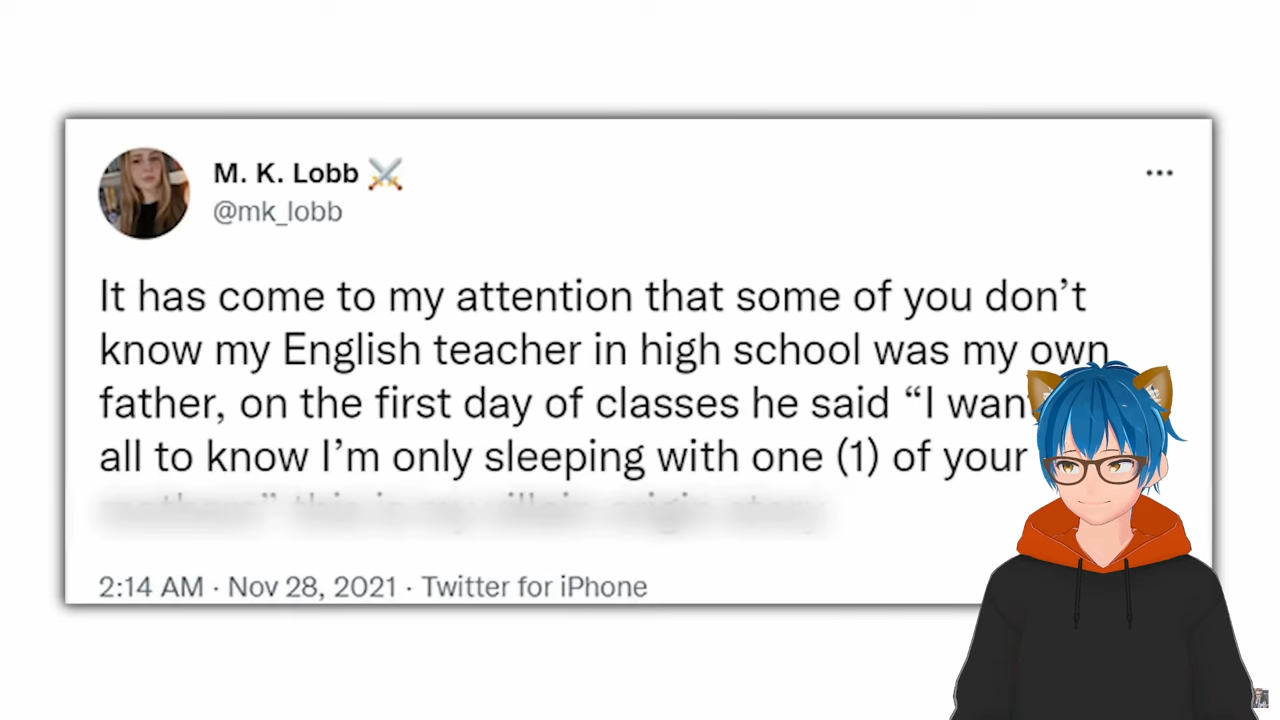 M. K. Lobb ⚔️
@mk_lobb
It has come to my attention that some of you don’t
know my English teacher in high school was my own
father, on the first day of classes he said “I want
all to know I’m only sleeping with one (1) of your
2:14 AM · Nov 28, 2021 · Twitter for iPhone